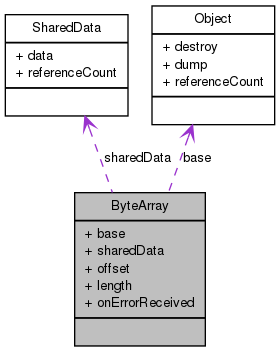 SharedData
+ data
+ referenceCount
Object
+ destroy
+ dump
+ referenceCount
sharedData
base
ByteArray
+ base
+ sharedData
+ offset
+ length
+ onErrorReceived